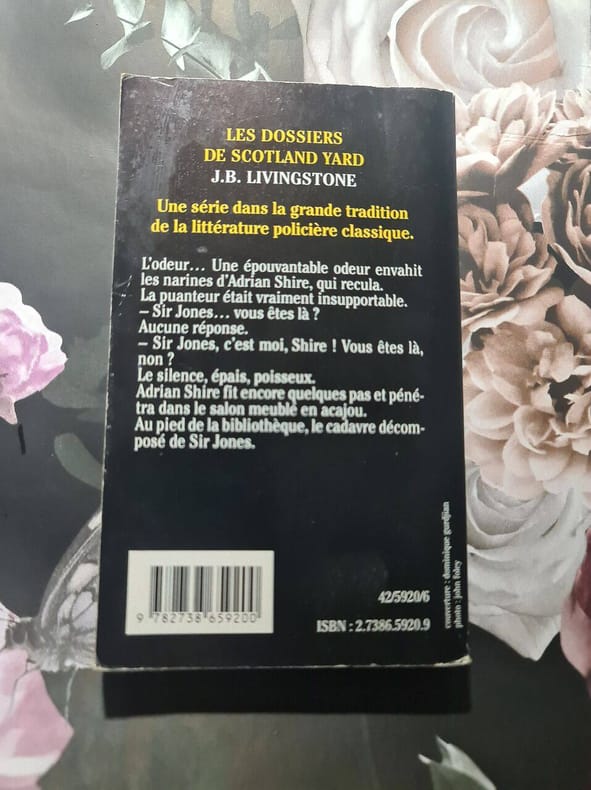 LES DOSSIERS
DE SCOTLAND YARD
J.B. LIVINGSTONE
Une série dans la grande tradition
de la littérature policière classique.
L'odeur... Une épouvantable odeur envahit
les narines d'Adrian Shire, qui recula.
La puanteur était vraiment insupportable.
– Sir Jones... vous êtes là ?
Aucune réponse.
– Sir Jones, c'est moi, Shire ! Vous êtes là,
non ?
Le silence, épais, poisseux.
Adrian Shire fit encore quelques pas et péné-
tra dans le salon meublé en acajou.
Au pied de la bibliothèque, le cadavre décom-
posé de Sir Jones.
9 782738 659200
42/5920/6
ISBN : 2.7386.5920.9
couverture : dominique gurdjian
photo : john foley